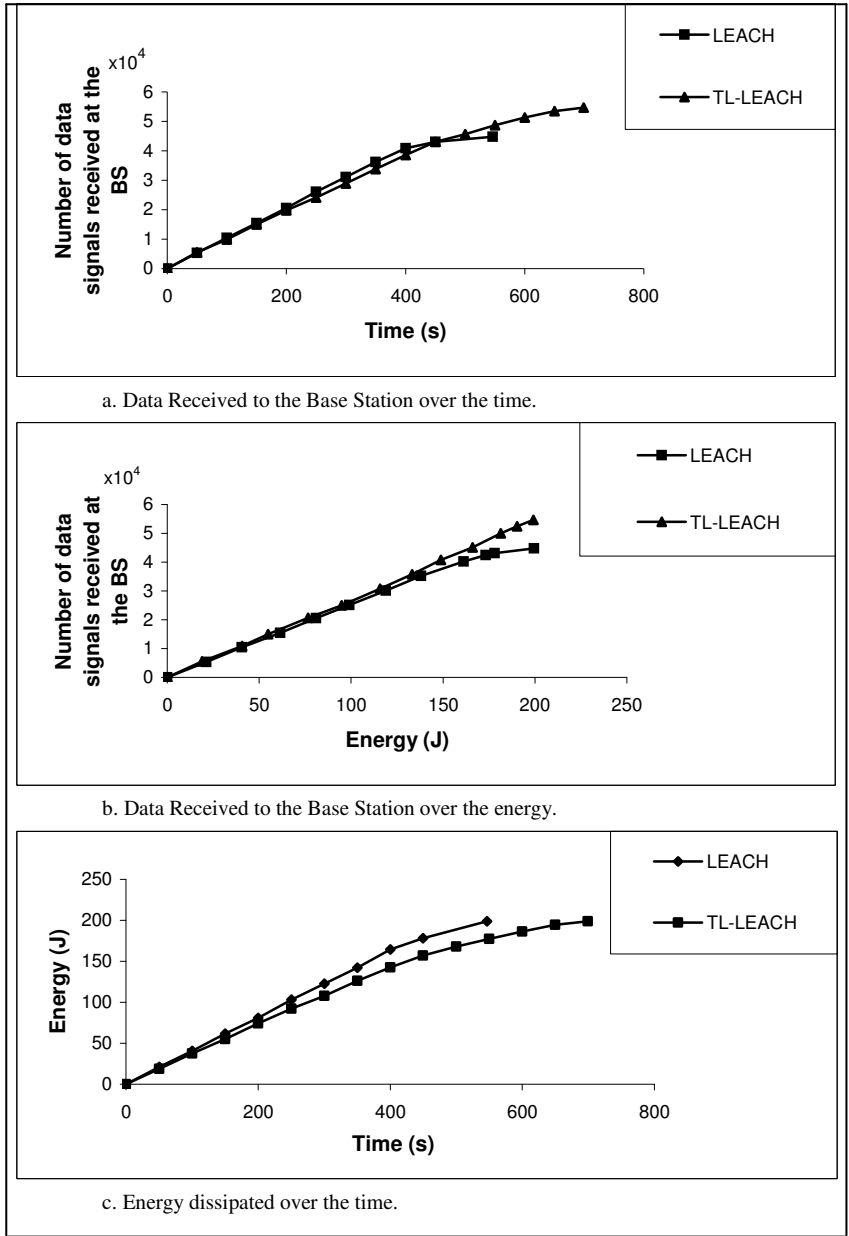 LEACH
TL-LEACH
x10⁴
Number of data
signals received at the
BS
6
5
4
3
2
1
0
0 200 400 600 800
Time (s)
a. Data Received to the Base Station over the time.
LEACH
TL-LEACH
x10⁴
Number of data
signals received at
the BS
6
5
4
3
2
1
0
0 50 100 150 200 250
Energy (J)
b. Data Received to the Base Station over the energy.
LEACH
TL-LEACH
Energy (J)
250
200
150
100
50
0
0 200 400 600 800
Time (s)
c. Energy dissipated over the time.